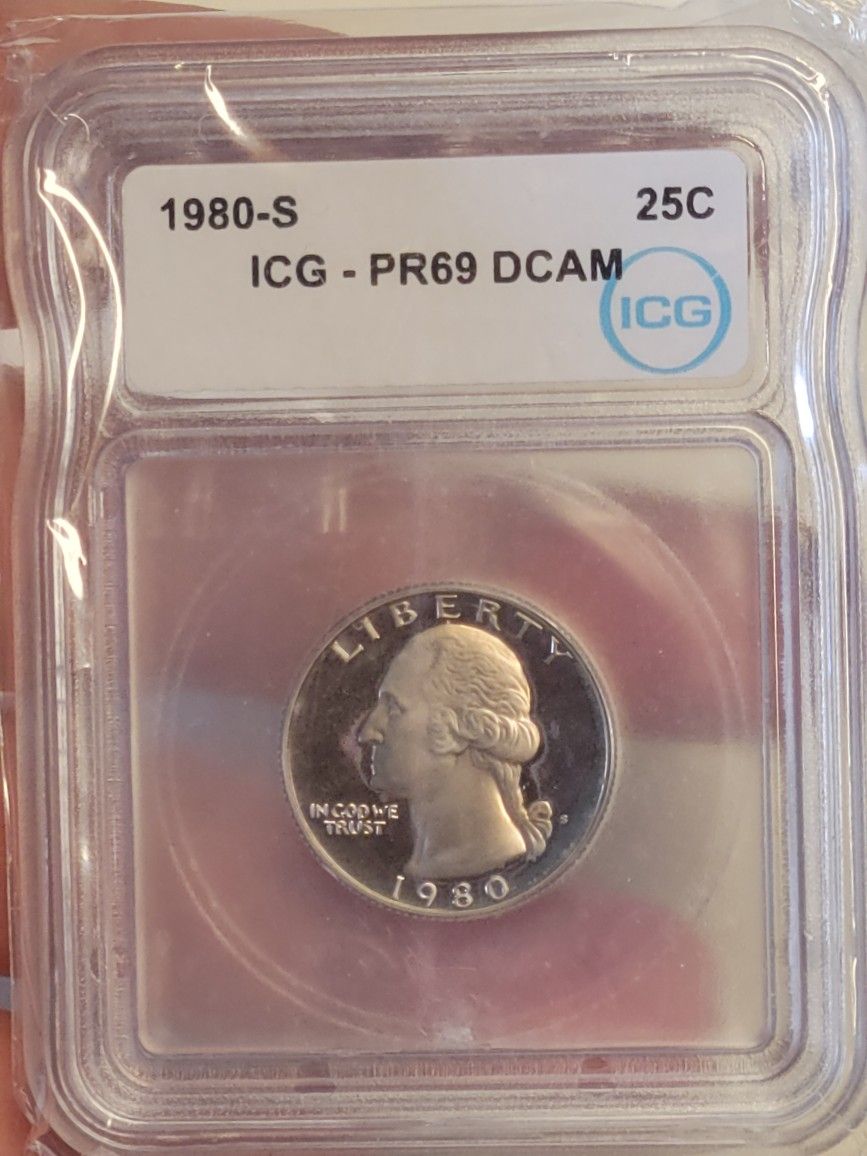 1980-S 25C
ICG - PR69 DCAM
ICG
LIBERTY
IN GOD WE
TRUST
S
1980